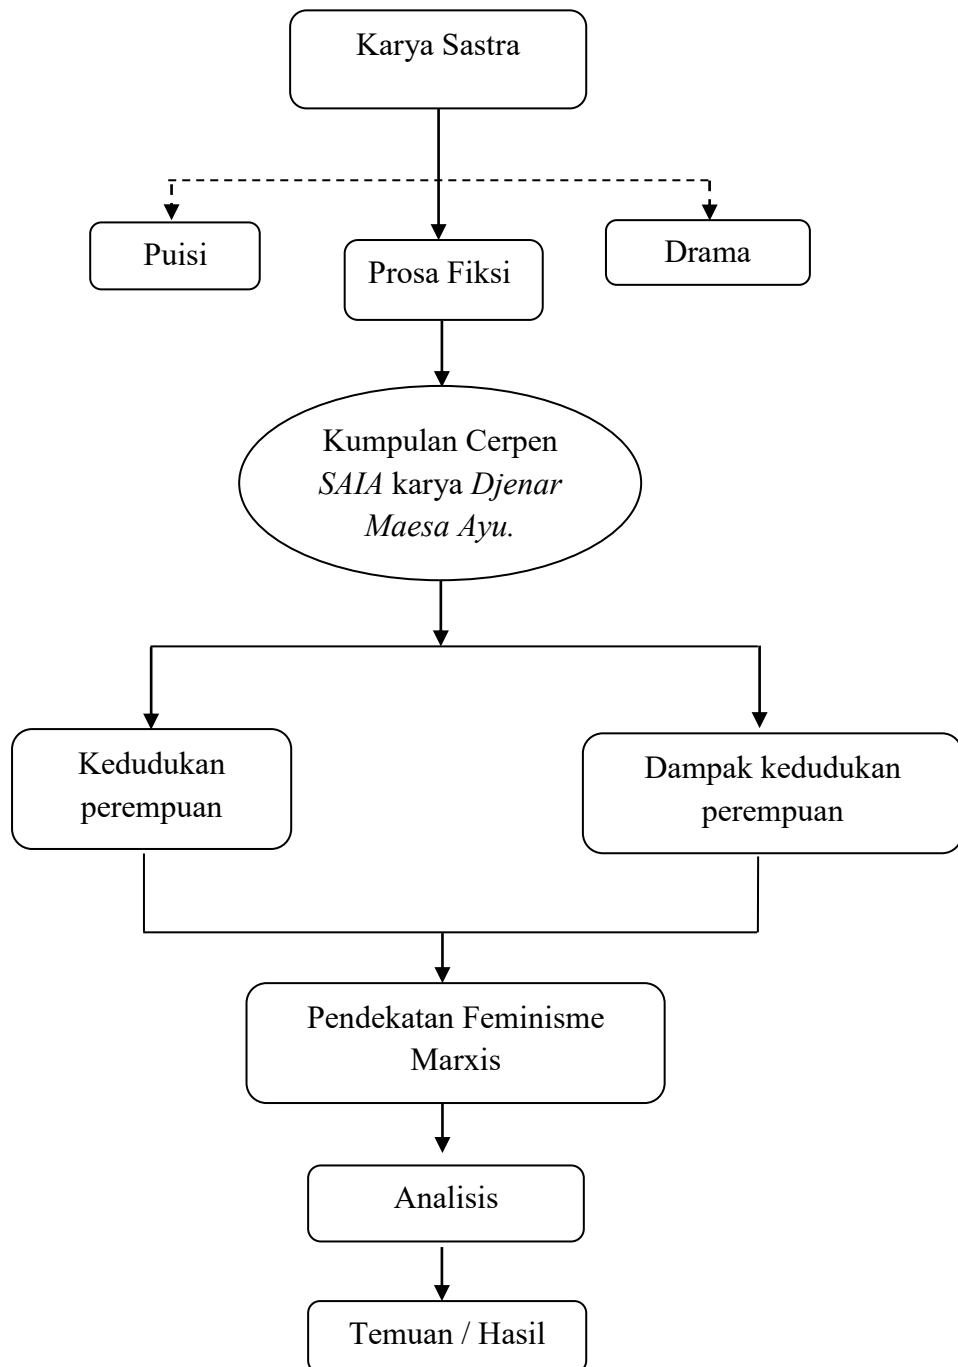 Karya Sastra
Puisi
Prosa Fiksi
Drama
Kumpulan Cerpen
SAIA karya Djenar
Maesa Ayu.
Kedudukan
perempuan
Dampak kedudukan
perempuan
Pendekatan Feminisme
Marxis
Analisis
Temuan / Hasil